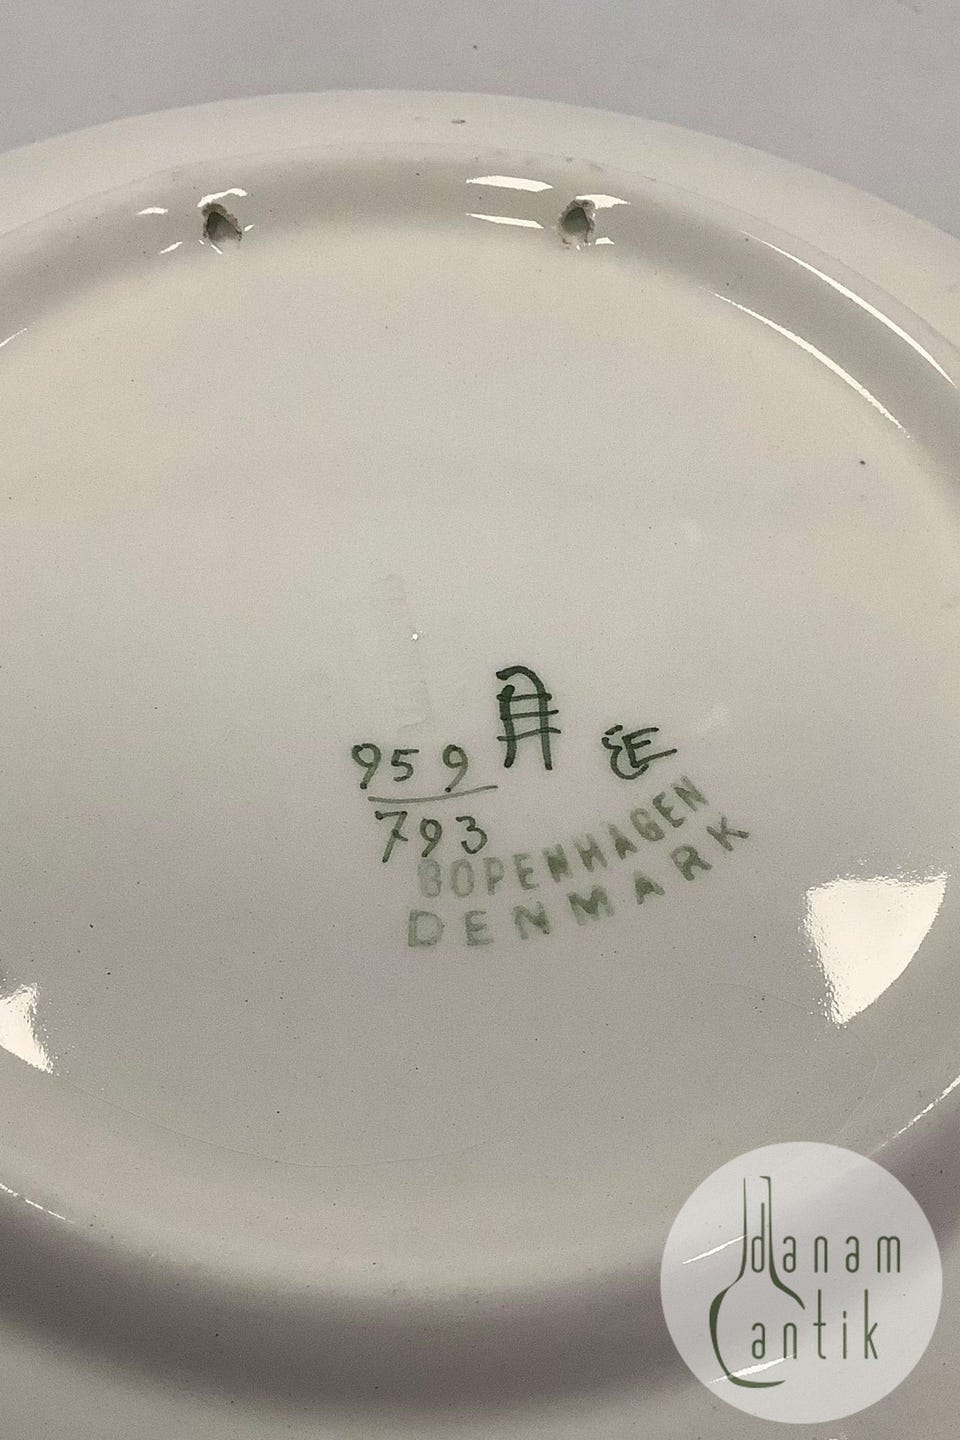 959
793
COPENHAGEN
DENMARK
danam
antik